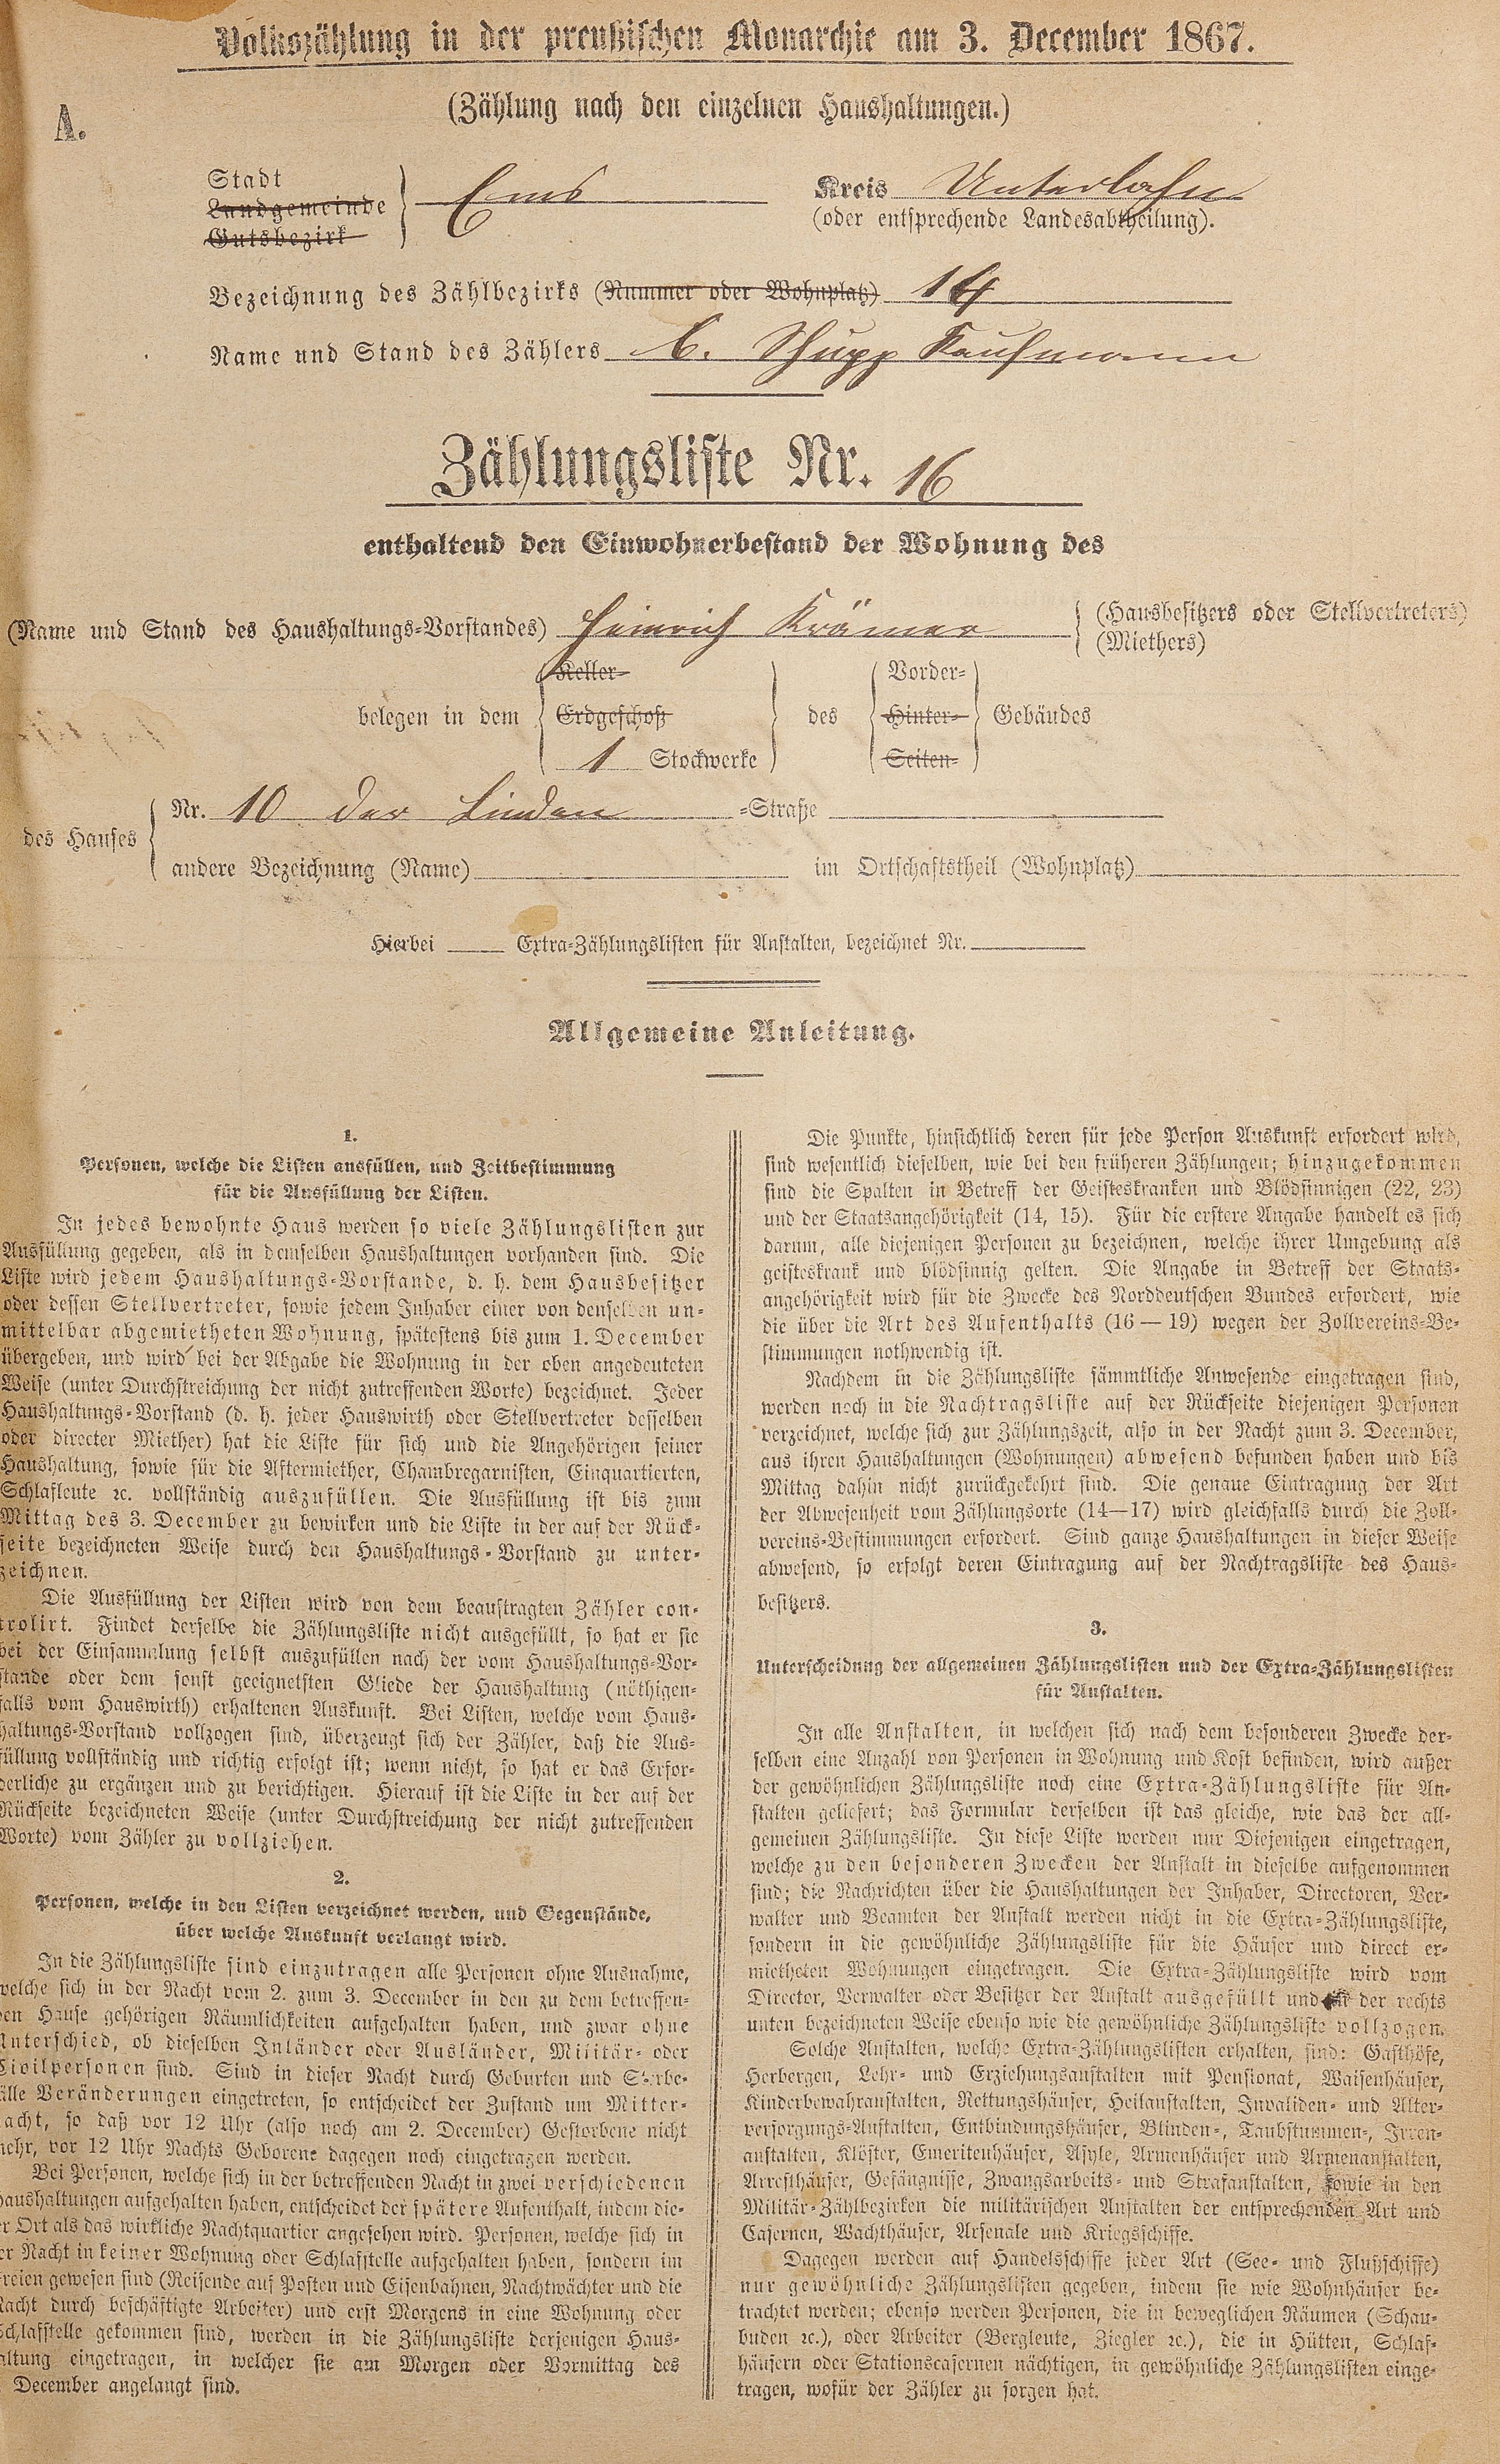 Volkszählung in der preußischen Monarchie am 3. December 1867.
(Zählung nach den einzelnen Haushaltungen.)
A.
Stadt
Landgemeinde
Gutsbezirk
Ems
Kreis Unterlahn
(oder entsprechende Landesabtheilung).
Bezeichnung des Zählbezirks (Nummer oder Wohnplatz) 14
Name und Stand des Zählers C. Schupp Kaufmann
Zählungsliste Nr. 16
enthaltend den Einwohnerbestand der Wohnung des
(Name und Stand des Haushaltungs-Vorstandes) Heinrich Krämer
(Hausbesitzers oder Stellvertreters)
(Miethers)
belegen in dem
Keller-
Erdgeschoß
1 Stockwerke
des
Vorder-
Hinter-
Seiten-
Gebäudes
des Hauses
Nr. 10 der Linden -Straße
andere Bezeichnung (Name) im Ortschaftstheil (Wohnplatz)
Hierbei Extra-Zählungslisten für Anstalten, bezeichnet Nr.
Allgemeine Anleitung.
1.
Personen, welche die Listen ausfüllen, und Zeitbestimmung
für die Ausfüllung der Listen.
In jedes bewohnte Haus werden so viele Zählungslisten zur
Ausfüllung gegeben, als in demselben Haushaltungen vorhanden sind. Die
Liste wird jedem Haushaltungs-Vorstande, d. h. dem Hausbesitzer
oder dessen Stellvertreter, sowie jedem Inhaber einer von denselben un-
mittelbar abgemietheten Wohnung, spätestens bis zum 1. December
übergeben, und wird bei der Abgabe die Wohnung in der oben angedeuteten
Weise (unter Durchstreichung der nicht zutreffenden Worte) bezeichnet. Jeder
Haushaltungs-Vorstand (d. h. jeder Hauswirth oder Stellvertreter desselben
oder directer Miether) hat die Liste für sich und die Angehörigen seiner
Haushaltung, sowie für die Aftermiether, Chambregarnisten, Einquartierten,
Schlafleute ꝛc. vollständig auszufüllen. Die Ausfüllung ist bis zum
Mittag des 3. December zu bewirken und die Liste in der auf der Rück-
seite bezeichneten Weise durch den Haushaltungs-Vorstand zu unter-
zeichnen.
Die Ausfüllung der Listen wird von dem beauftragten Zähler con-
trolirt. Findet derselbe die Zählungsliste nicht ausgefüllt, so hat er sie
bei der Einsammlung selbst auszufüllen nach der vom Haushaltungs-Vor-
stande oder dem sonst geeignetsten Gliede der Haushaltung (nöthigen-
falls vom Hauswirth) erhaltenen Auskunft. Bei Listen, welche vom Haus-
haltungs-Vorstand vollzogen sind, überzeugt sich der Zähler, daß die Aus-
füllung vollständig und richtig erfolgt ist; wenn nicht, so hat er das Erfor-
derliche zu ergänzen und zu berichtigen. Hierauf ist die Liste in der auf der
Rückseite bezeichneten Weise (unter Durchstreichung der nicht zutreffenden
Worte) vom Zähler zu vollziehen.
2.
Personen, welche in den Listen verzeichnet werden, und Gegenstände,
über welche Auskunft verlangt wird.
In die Zählungsliste sind einzutragen alle Personen ohne Ausnahme,
welche sich in der Nacht vom 2. zum 3. December in den zu dem betreffen-
den Hause gehörigen Räumlichkeiten aufgehalten haben, und zwar ohne
Unterschied, ob dieselben Inländer oder Ausländer, Militär- oder
Civilpersonen sind. Sind in dieser Nacht durch Geburten und Sterbe-
älle Veränderungen eingetreten, so entscheidet der Zustand um Mitter-
acht, so daß vor 12 Uhr (also noch am 2. December) Gestorbene nicht
mehr, vor 12 Uhr Nachts Geborene dagegen noch eingetragen werden.
Bei Personen, welche sich in der betreffenden Nacht in zwei verschiedenen
Haushaltungen aufgehalten haben, entscheidet der spätere Aufenthalt, indem die-
er Ort als das wirkliche Nachtquartier angesehen wird. Personen, welche sich in
er Nacht in keiner Wohnung oder Schlafstelle aufgehalten haben, sondern im
Freien gewesen sind (Reisende auf Posten und Eisenbahnen, Nachtwächter und die
Nacht durch beschäftigte Arbeiter) und erst Morgens in eine Wohnung oder
Schlafstelle gekommen sind, werden in die Zählungsliste derjenigen Haus-
altung eingetragen, in welcher sie am Morgen oder Vormittag des
December angelangt sind.
Die Punkte, hinsichtlich deren für jede Person Auskunft erfordert wird,
sind wesentlich dieselben, wie bei den früheren Zählungen; hinzugekommen
sind die Spalten in Betreff der Geisteskranken und Blödsinnigen (22, 23)
und der Staatsangehörigkeit (14, 15). Für die erstere Angabe handelt es sich
darum, alle diejenigen Personen zu bezeichnen, welche ihrer Umgebung als
geisteskrank und blödsinnig gelten. Die Angabe in Betreff der Staats-
angehörigkeit wird für die Zwecke des Norddeutschen Bundes erfordert, wie
die über die Art des Aufenthalts (16—19) wegen der Zollvereins-Be-
stimmungen nothwendig ist.
Nachdem in die Zählungsliste sämmtliche Anwesende eingetragen sind,
werden noch in die Nachtragsliste auf der Rückseite diejenigen Personen
verzeichnet, welche sich zur Zählungszeit, also in der Nacht zum 3. December,
aus ihren Haushaltungen (Wohnungen) abwesend befunden haben und bis
Mittag dahin nicht zurückgekehrt sind. Die genaue Eintragung der Art
der Abwesenheit vom Zählungsorte (14—17) wird gleichfalls durch die Zoll-
vereins-Bestimmungen erfordert. Sind ganze Haushaltungen in dieser Weise
abwesend, so erfolgt deren Eintragung auf der Nachtragsliste des Haus-
besitzers.
3.
Unterscheidung der allgemeinen Zählungslisten und der Extra-Zählungslisten
für Anstalten.
In alle Anstalten, in welchen sich nach dem besonderen Zwecke der-
selben eine Anzahl von Personen in Wohnung und Kost befinden, wird außer
der gewöhnlichen Zählungsliste noch eine Extra-Zählungsliste für An-
stalten geliefert; das Formular derselben ist das gleiche, wie das der all-
gemeinen Zählungsliste. In diese Liste werden nur Diejenigen eingetragen,
welche zu den besonderen Zwecken der Anstalt in dieselbe aufgenommen
sind; die Nachrichten über die Haushaltungen der Inhaber, Directoren, Ver-
walter und Beamten der Anstalt werden nicht in die Extra-Zählungsliste,
sondern in die gewöhnliche Zählungsliste für die Häuser und direct er-
mietheten Wohnungen eingetragen. Die Extra-Zählungsliste wird vom
Director, Verwalter oder Besitzer der Anstalt ausgefüllt und der rechts
unten bezeichneten Weise ebenso wie die gewöhnliche Zählungsliste vollzogen.
Solche Anstalten, welche Extra-Zählungslisten erhalten, sind: Gasthöfe,
Herbergen, Lehr- und Erziehungsanstalten mit Pensionat, Waisenhäuser,
Kinderbewahranstalten, Rettungshäuser, Heilanstalten, Invaliden- und Alter-
versorgungs-Anstalten, Entbindungshäuser, Blinden-, Taubstummen-, Irren-
anstalten, Klöster, Emeritenhäuser, Asyle, Armenhäuser und Armenanstalten,
Arresthäuser, Gefängnisse, Zwangsarbeits- und Strafanstalten, sowie in den
Militär-Zählbezirken die militärischen Anstalten der entsprechenden Art und
Casernen, Wachthäuser, Arsenale und Kriegsschiffe.
Dagegen werden auf Handelsschiffe jeder Art (See- und Flußschiffe)
nur gewöhnliche Zählungslisten gegeben, indem sie wie Wohnhäuser be-
trachtet werden; ebenso werden Personen, die in beweglichen Räumen (Schau-
buden ꝛc.), oder Arbeiter (Bergleute, Ziegler ꝛc.), die in Hütten, Schlaf-
häusern oder Stationscasernen nächtigen, in gewöhnliche Zählungslisten einge-
tragen, wofür der Zähler zu sorgen hat.